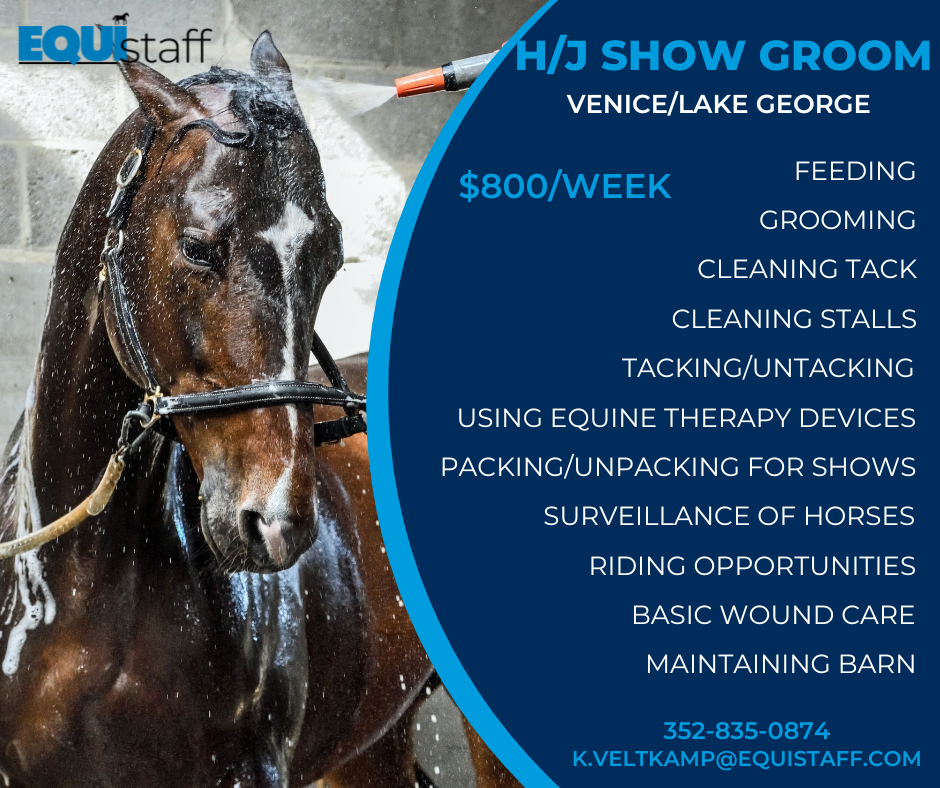 EQUIstaff
H/J SHOW GROOM
VENICE/LAKE GEORGE
$800/WEEK
FEEDING
GROOMING
CLEANING TACK
CLEANING STALLS
TACKING/UNTACKING
USING EQUINE THERAPY DEVICES
PACKING/UNPACKING FOR SHOWS
SURVEILLANCE OF HORSES
RIDING OPPORTUNITIES
BASIC WOUND CARE
MAINTAINING BARN
352-835-0874
K.VELTKAMP@EQUISTAFF.COM